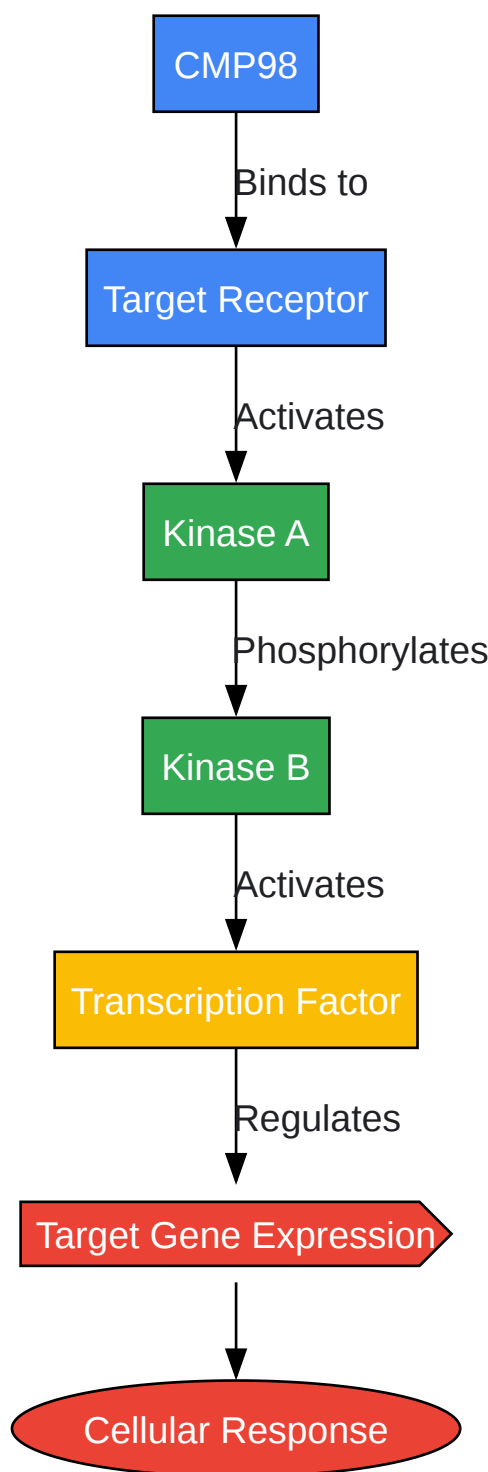 CMP98
Binds to
Target Receptor
Activates
Kinase A
Phosphorylates
Kinase B
Activates
Transcription Factor
Regulates
Target Gene Expression
Cellular Response